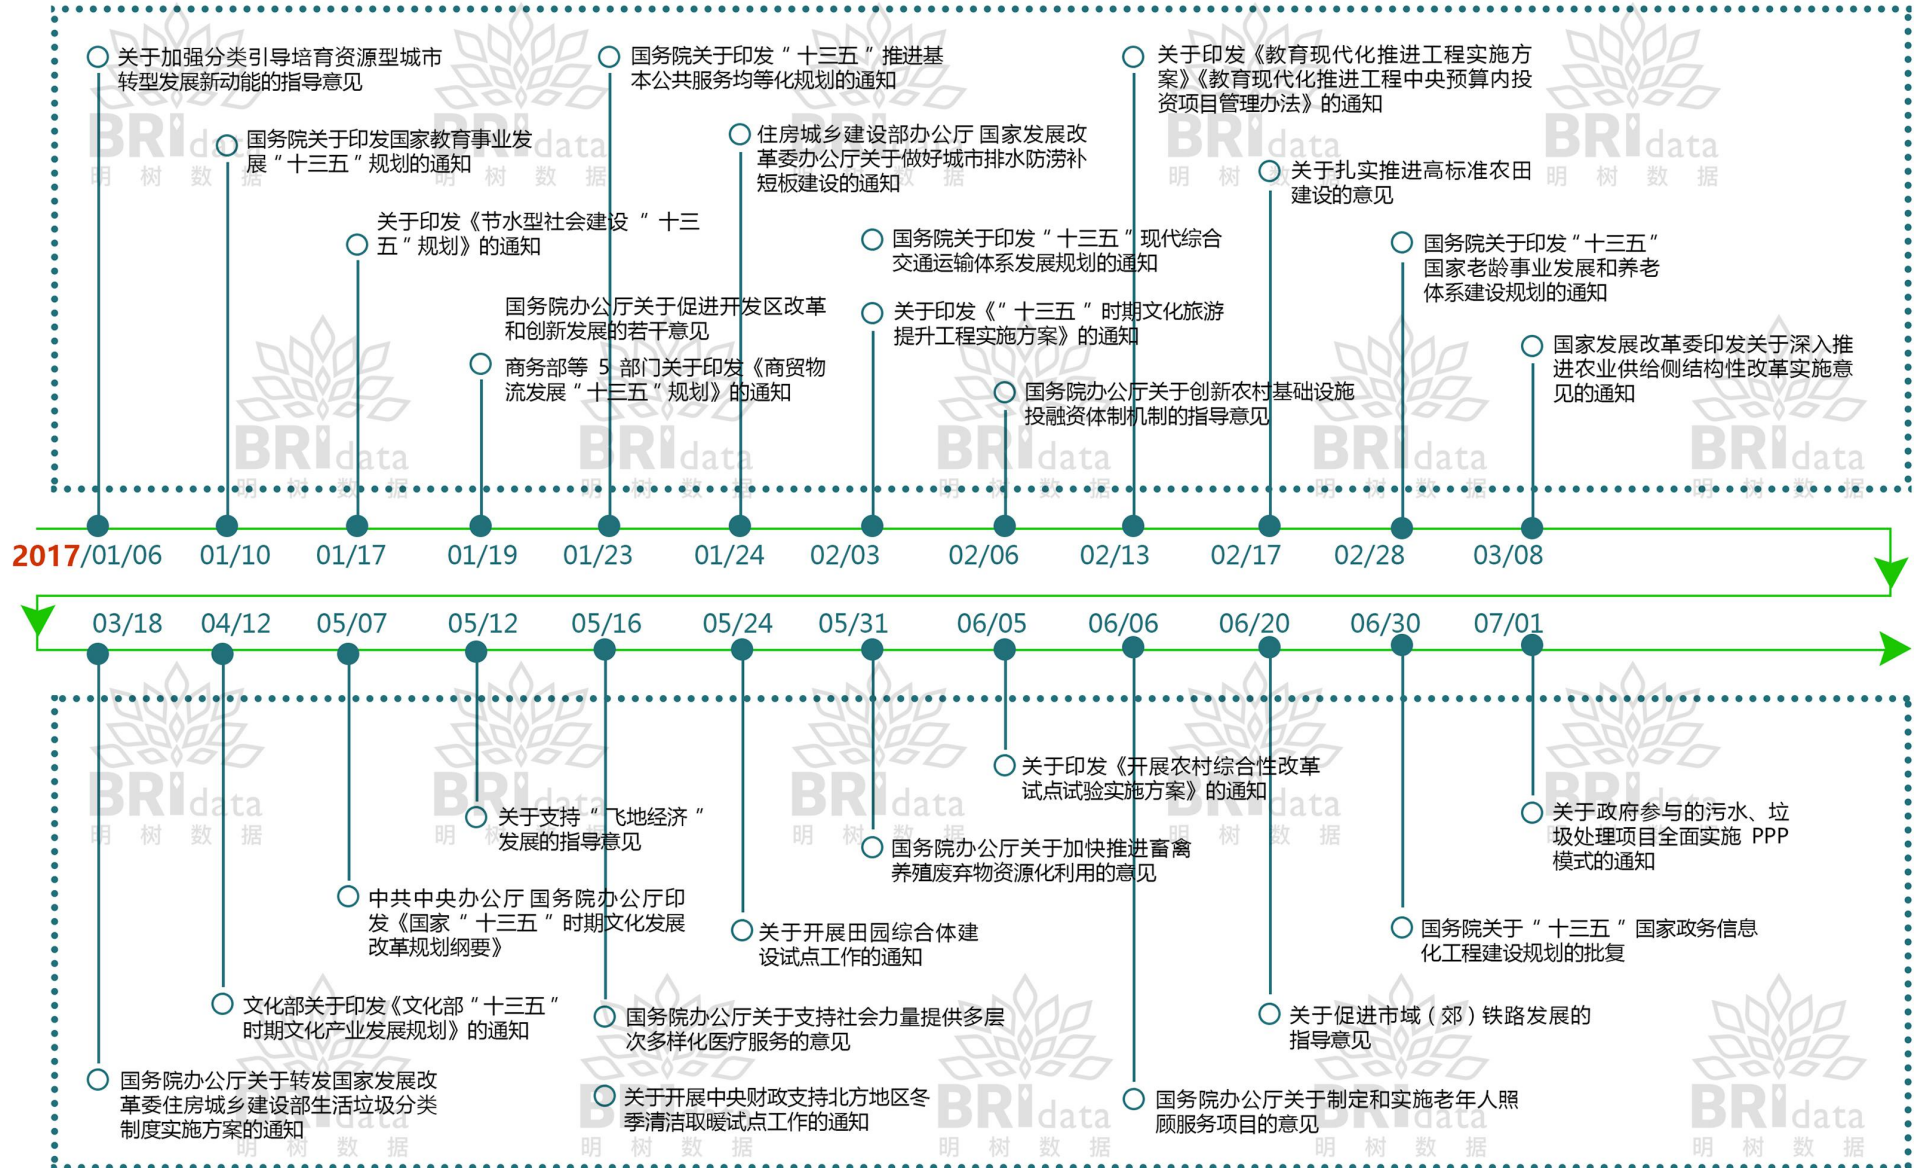 关于加强分类引导培育资源型城市
转型发展新动能的指导意见
国务院关于印发国家教育事业发
展“十三五”规划的通知
关于印发《节水型社会建设“十三
五”规划》的通知
国务院办公厅关于促进开发区改革
和创新发展的若干意见
商务部等 5 部门关于印发《商贸物
流发展“十三五”规划》的通知
国务院关于印发“十三五”推进基
本公共服务均等化规划的通知
住房城乡建设部办公厅 国家发展改
革委办公厅关于做好城市排水防涝补
短板建设的通知
国务院关于印发“十三五”现代综合
交通运输体系发展规划的通知
关于印发《“十三五”时期文化旅游
提升工程实施方案》的通知
国务院办公厅关于创新农村基础设施
投融资体制机制的指导意见
关于印发《教育现代化推进工程实施方
案》《教育现代化推进工程中央预算内投
资项目管理办法》的通知
关于扎实推进高标准农田
建设的意见
国务院关于印发“十三五”
国家老龄事业发展和养老
体系建设规划的通知
国家发展改革委印发关于深入推
进农业供给侧结构性改革实施意
见的通知
2017/01/06 01/10 01/17 01/19 01/23 01/24 02/03 02/06 02/13 02/17 02/28 03/08
03/18 04/12 05/07 05/12 05/16 05/24 05/31 06/05 06/06 06/20 06/30 07/01
国务院办公厅关于转发国家发展改
革委住房城乡建设部生活垃圾分类
制度实施方案的通知
文化部关于印发《文化部“十三五”
时期文化产业发展规划》的通知
中共中央办公厅 国务院办公厅印
发《国家“十三五”时期文化发展
改革规划纲要》
关于支持“飞地经济”
发展的指导意见
国务院办公厅关于支持社会力量提供多层
次多样化医疗服务的意见
关于开展中央财政支持北方地区冬
季清洁取暖试点工作的通知
关于开展田园综合体建
设试点工作的通知
国务院办公厅关于加快推进畜禽
养殖废弃物资源化利用的意见
关于印发《开展农村综合性改革
试点试验实施方案》的通知
国务院办公厅关于制定和实施老年人照
顾服务项目的意见
关于促进市域（郊）铁路发展的
指导意见
国务院关于“十三五”国家政务信息
化工程建设规划的批复
关于政府参与的污水、垃
圾处理项目全面实施 PPP
模式的通知
BRIdata
明树数据